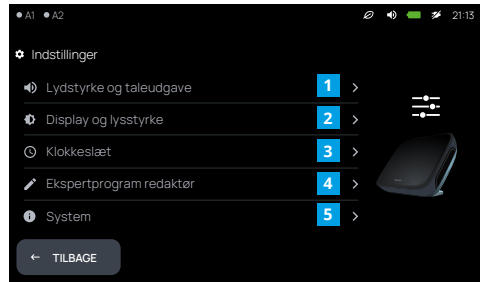 A1 A2 21:13
Indstillinger
Lydstyrke og taleudgave 1
Display og lysstyrke 2
Klokkeslæt 3
Ekspertprogram redaktør 4
System 5
TILBAGE